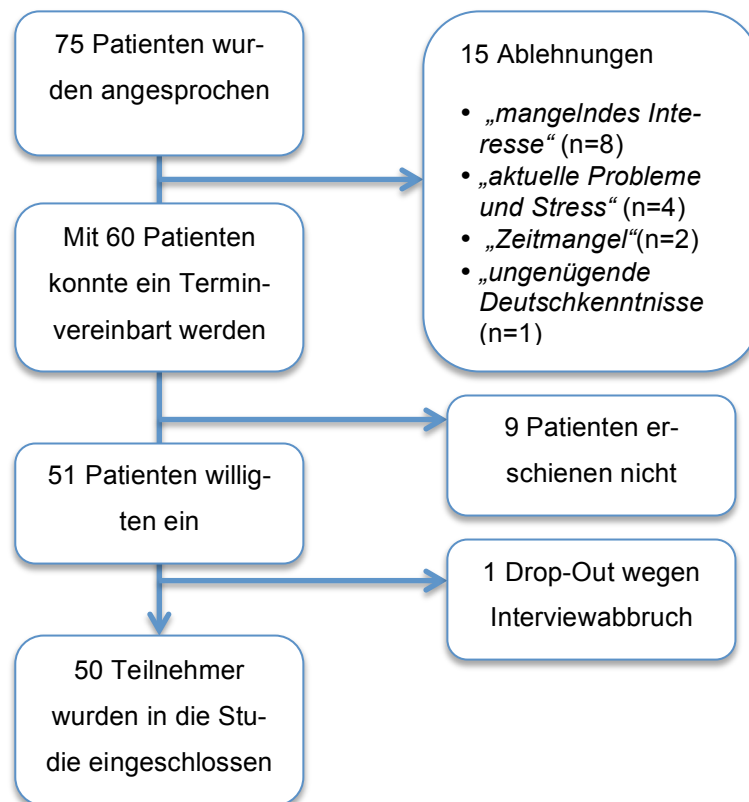 75 Patienten wur-
den angesprochen
15 Ablehnungen
• „mangelndes Inte-
resse“ (n=8)
• „aktuelle Probleme
und Stress“ (n=4)
• „Zeitmangel“(n=2)
• „ungenügende
Deutschkenntnisse
(n=1)
Mit 60 Patienten
konnte ein Termin-
vereinbart werden
9 Patienten er-
schienen nicht
51 Patienten willig-
ten ein
1 Drop-Out wegen
Interviewabbruch
50 Teilnehmer
wurden in die Stu-
die eingeschlossen